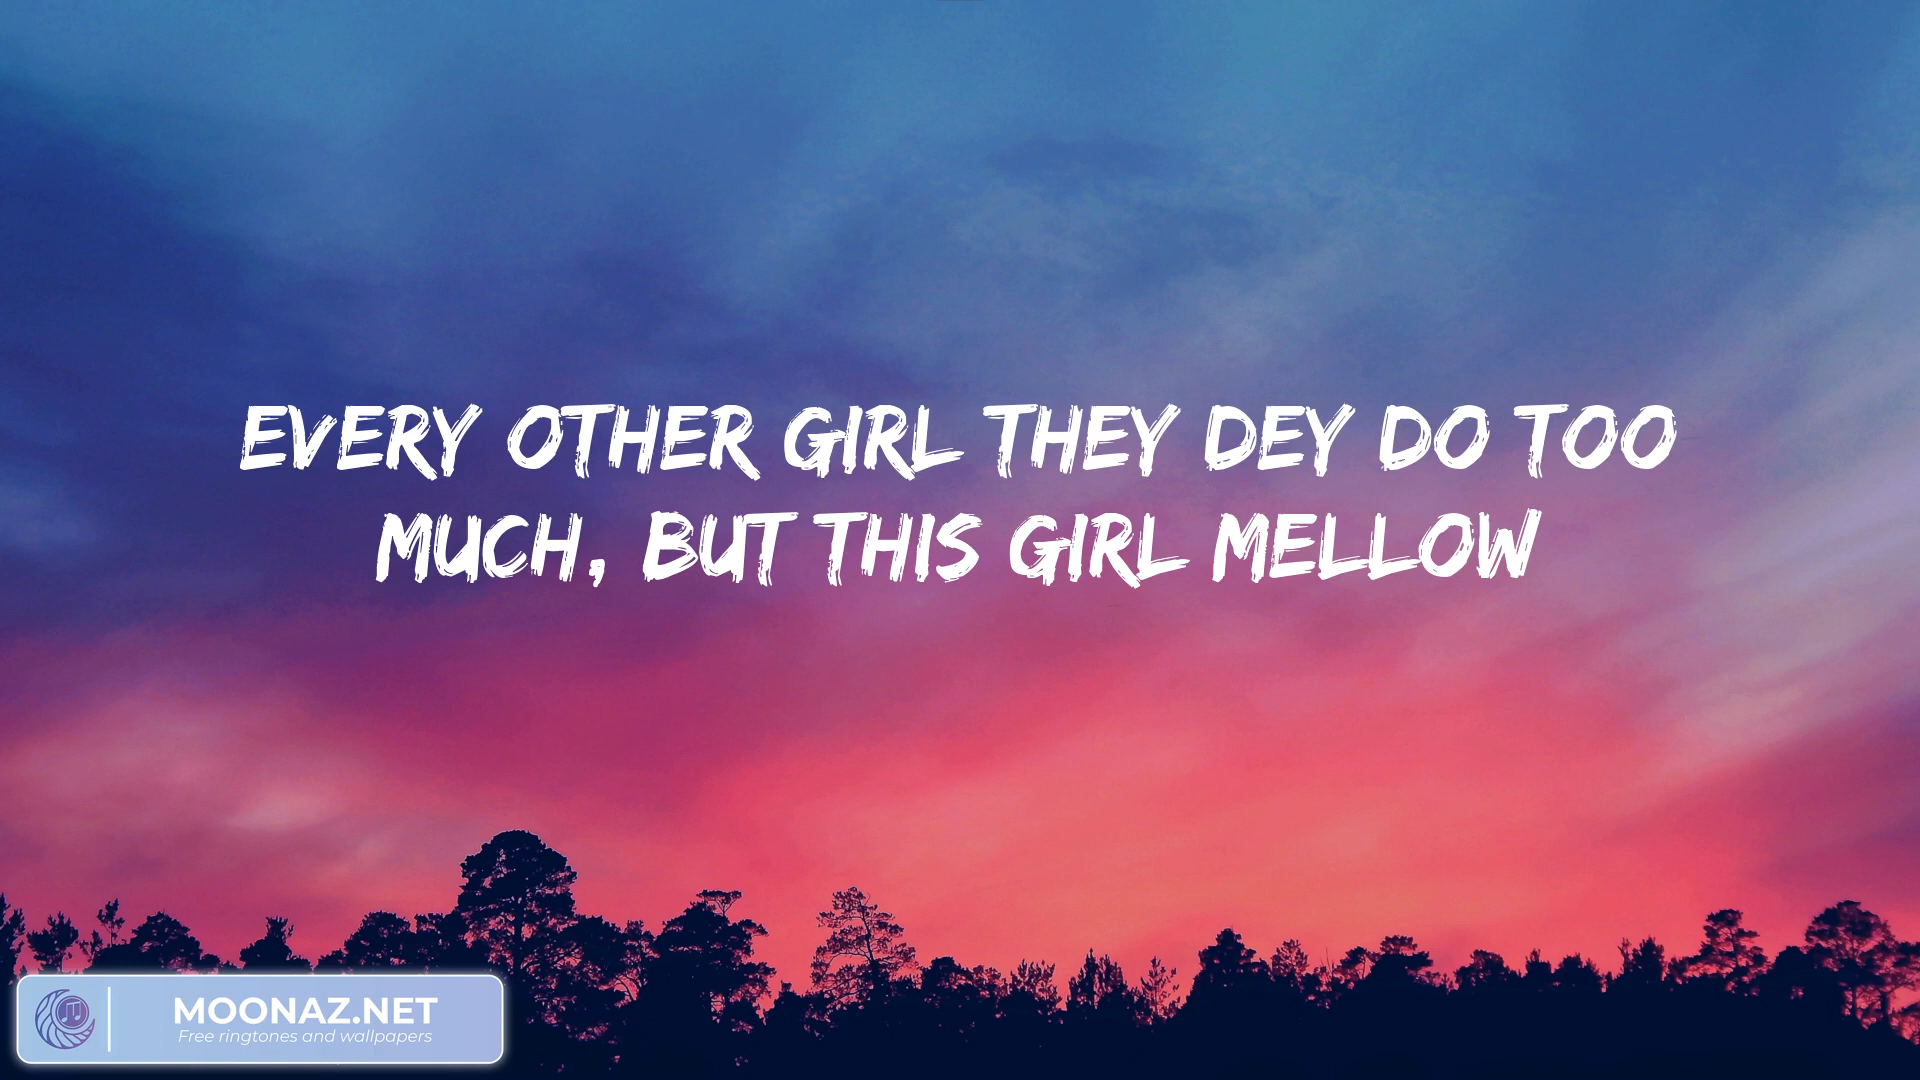 EVERY OTHER GIRL THEY DEY DO TOO
MUCH, BUT THIS GIRL MELLOW
MOONAZ.NET
Free ringtones and wallpapers